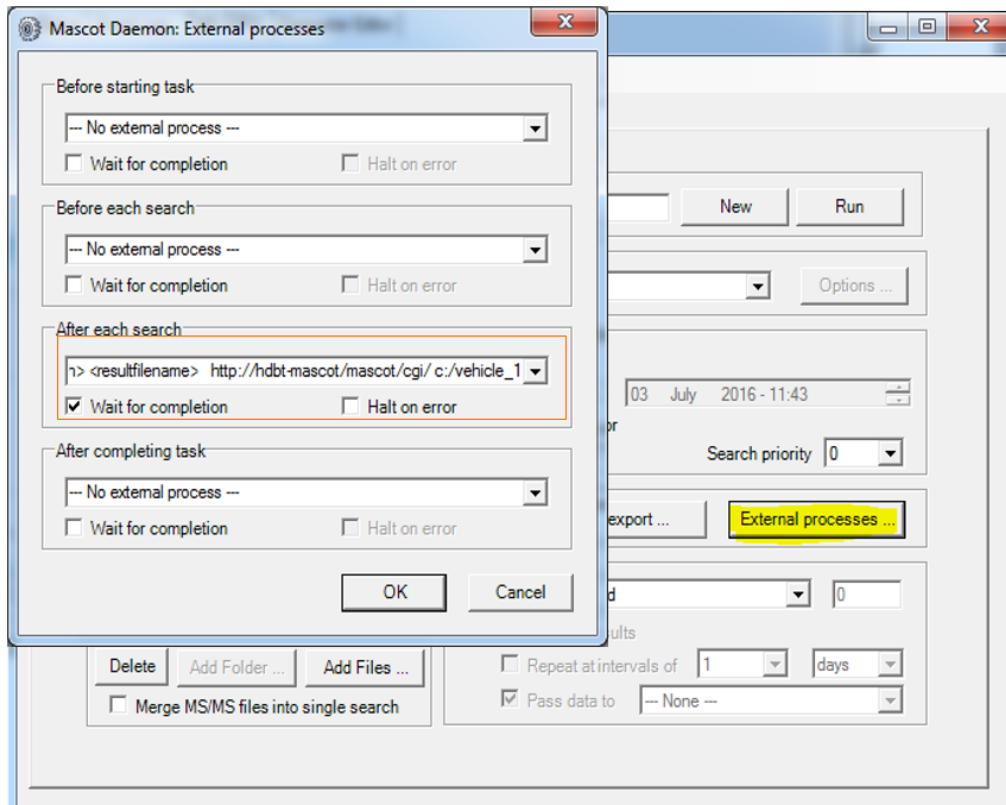 Mascot Daemon: External processes
Before starting task
--- No external process ---
Wait for completion
Halt on error
Before each search
--- No external process ---
Wait for completion
Halt on error
After each search
<resultfilename> http://hdbt-mascot/mascot/cgi/ c:/vehicle_1
Wait for completion
Halt on error
After completing task
--- No external process ---
Wait for completion
Halt on error
OK
Cancel
New
Run
Options ...
03 July 2016 - 11:43
or
Search priority
0
export ...
External processes ...
0
Repeat at intervals of
1
days
Pass data to
--- None ---
Delete
Add Folder ...
Add Files ...
Merge MS/MS files into single search